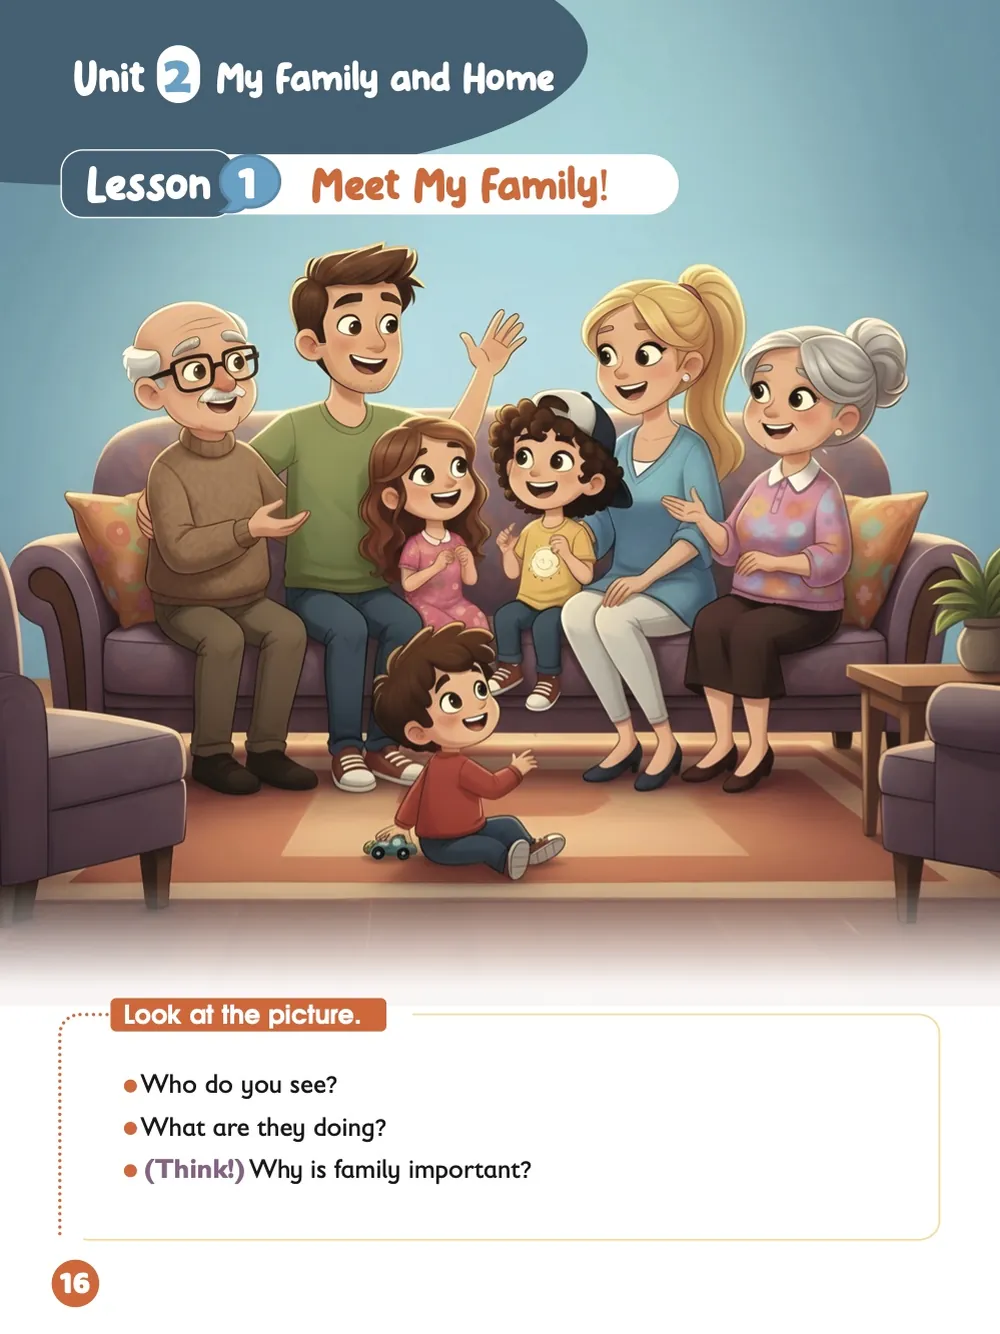 Unit 2 My Family and Home
Lesson 1 Meet My Family!
Look at the picture.
Who do you see?
What are they doing?
(Think!) Why is family important?
16